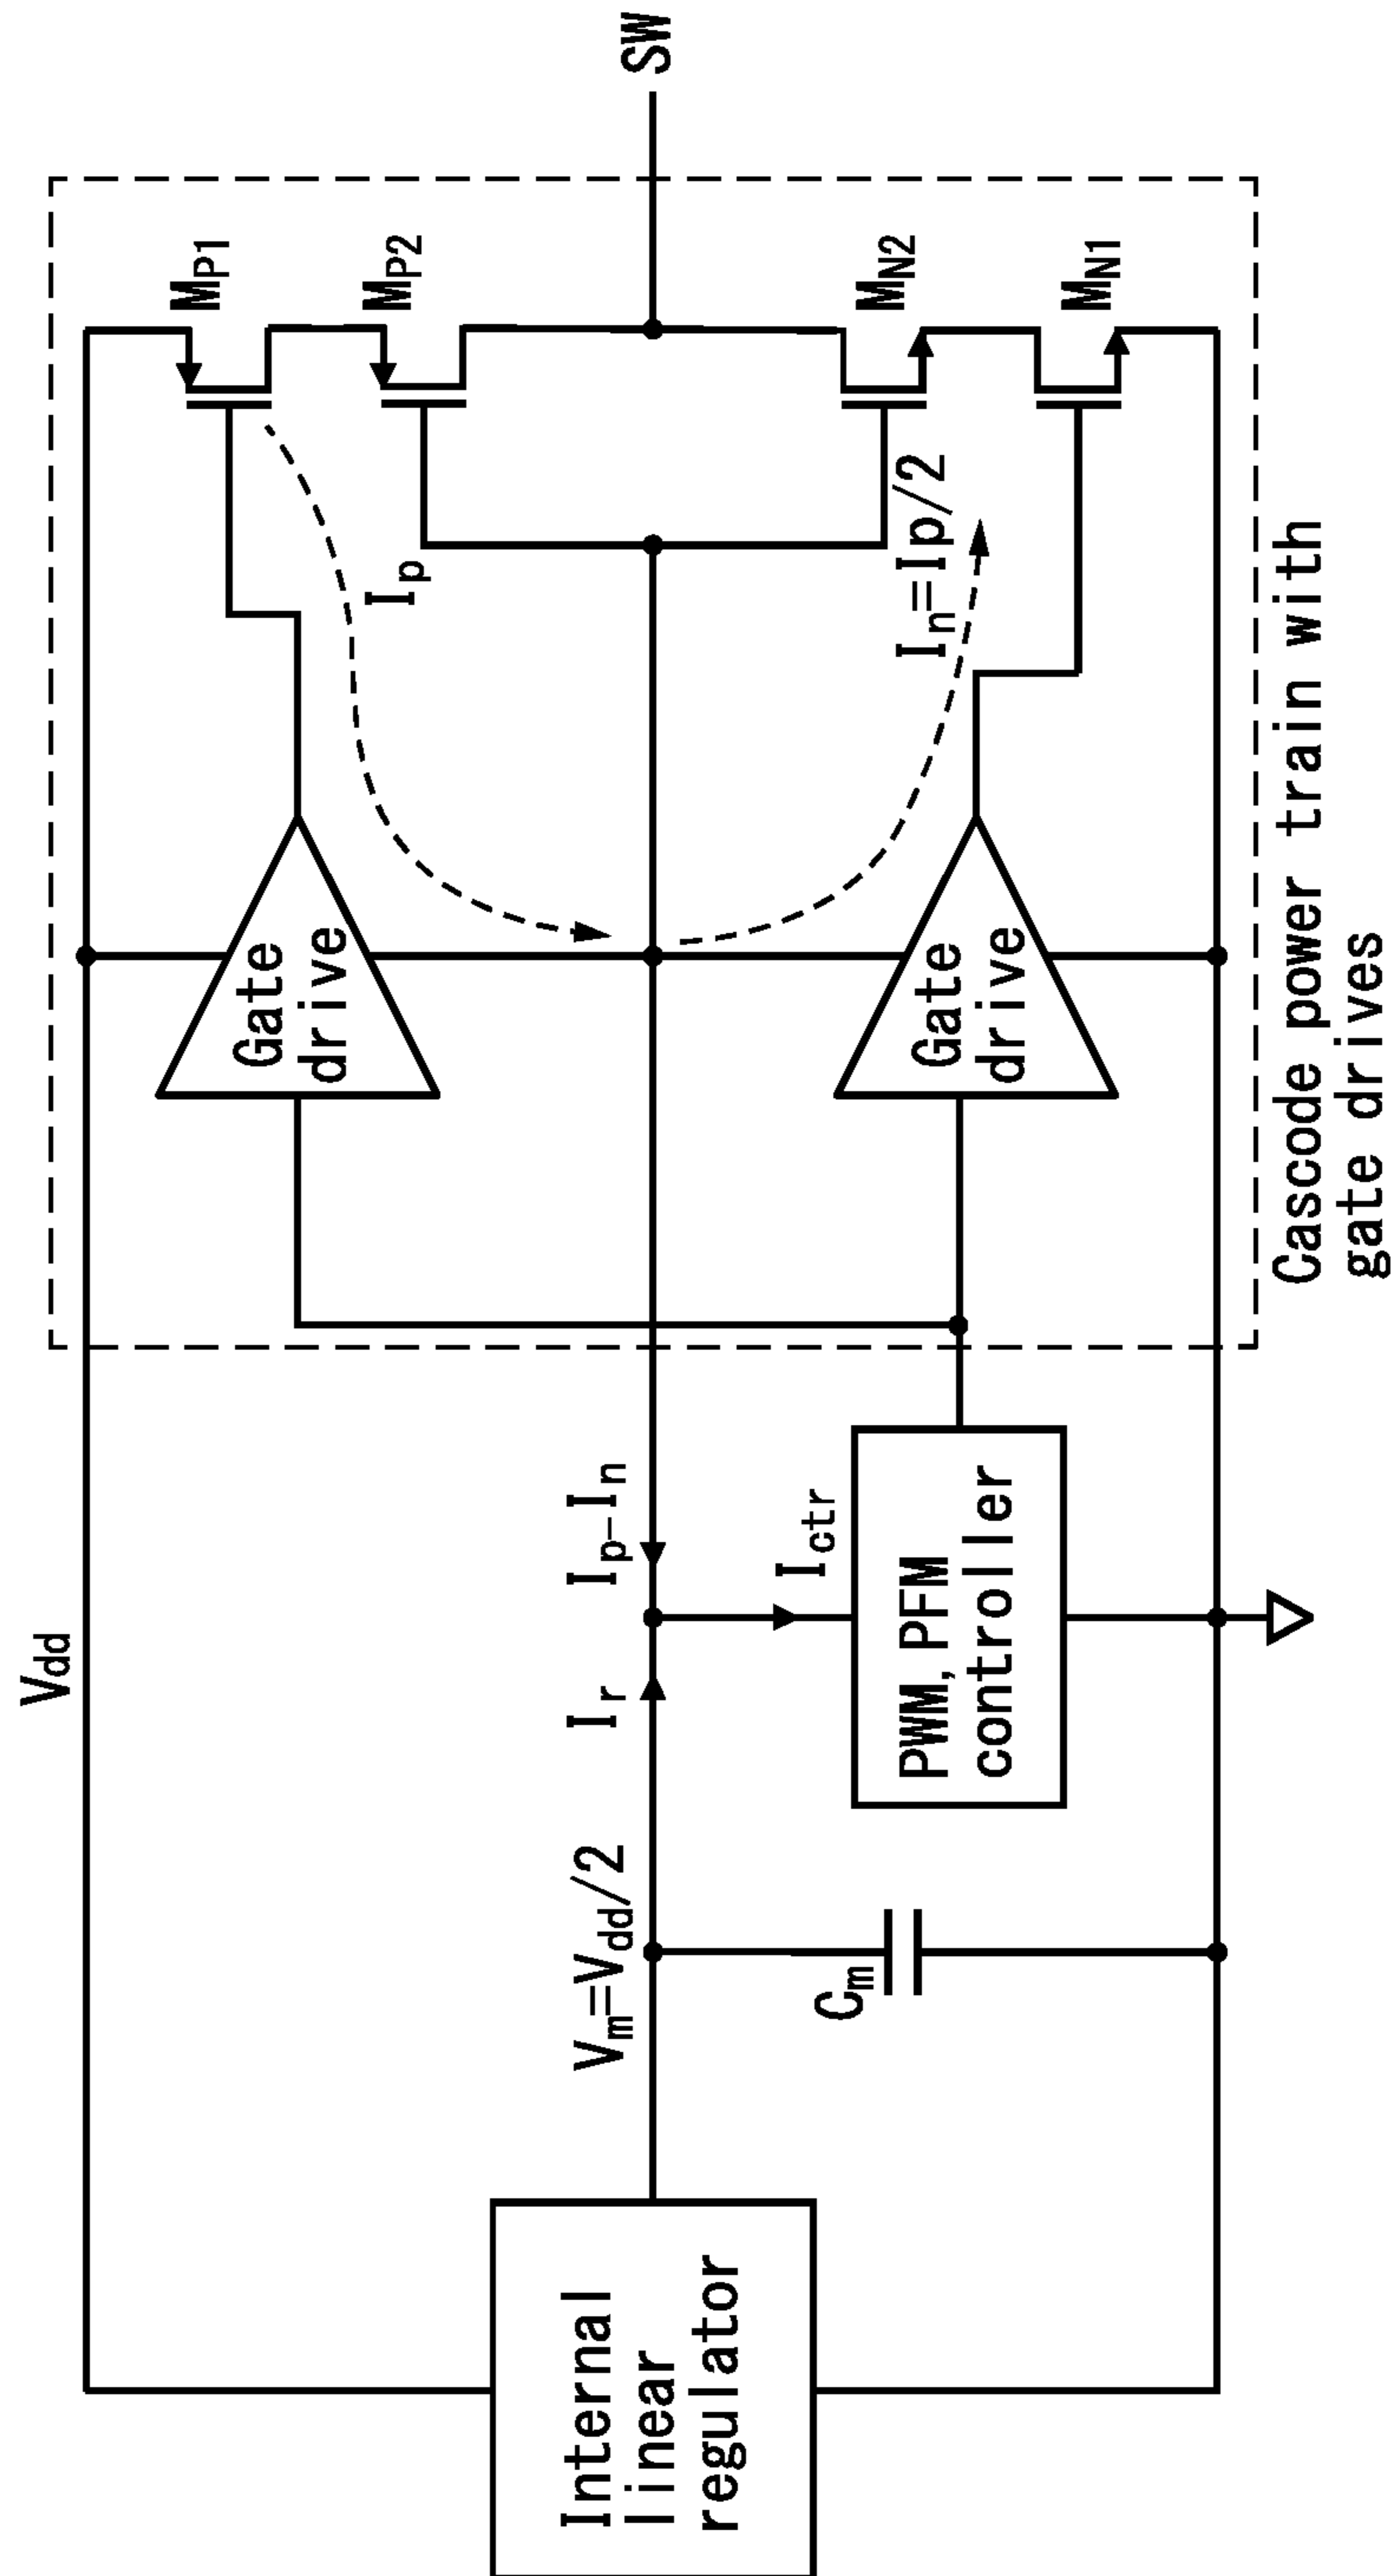 Vdd
Internal
linear
regulator
Vm=Vdd/2
Cm
Ir
Ip-In
Ictr
PWM, PFM
controller
Gate
drive
Gate
drive
Ip
In=Ip/2
MP1
MP2
MN2
MN1
SW
Cascode power train with
gate drives